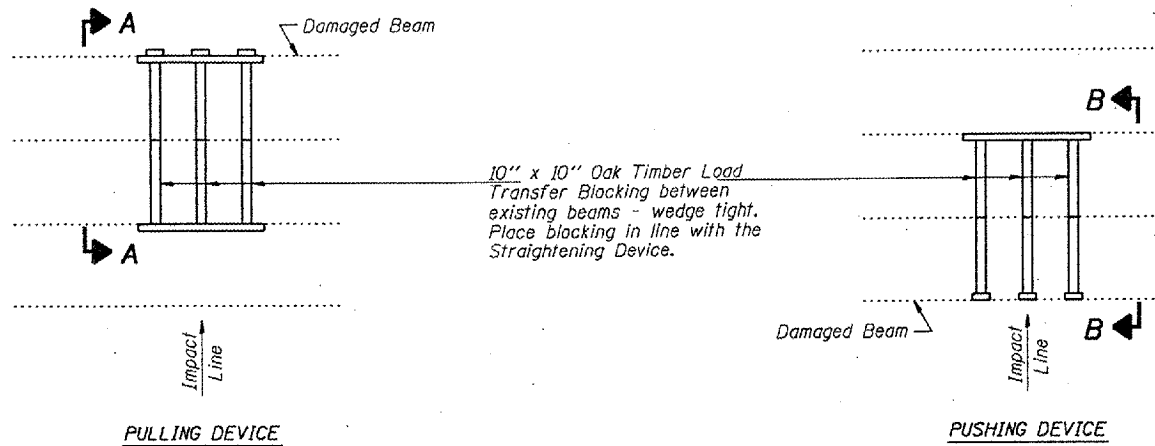 A
Damaged Beam
B
10" x 10" Oak Timber Load
Transfer Blocking between
existing beams - wedge tight.
Place blocking in line with the
Straightening Device.
A
Damaged Beam
B
Impact
Line
Impact
Line
PULLING DEVICE
PUSHING DEVICE